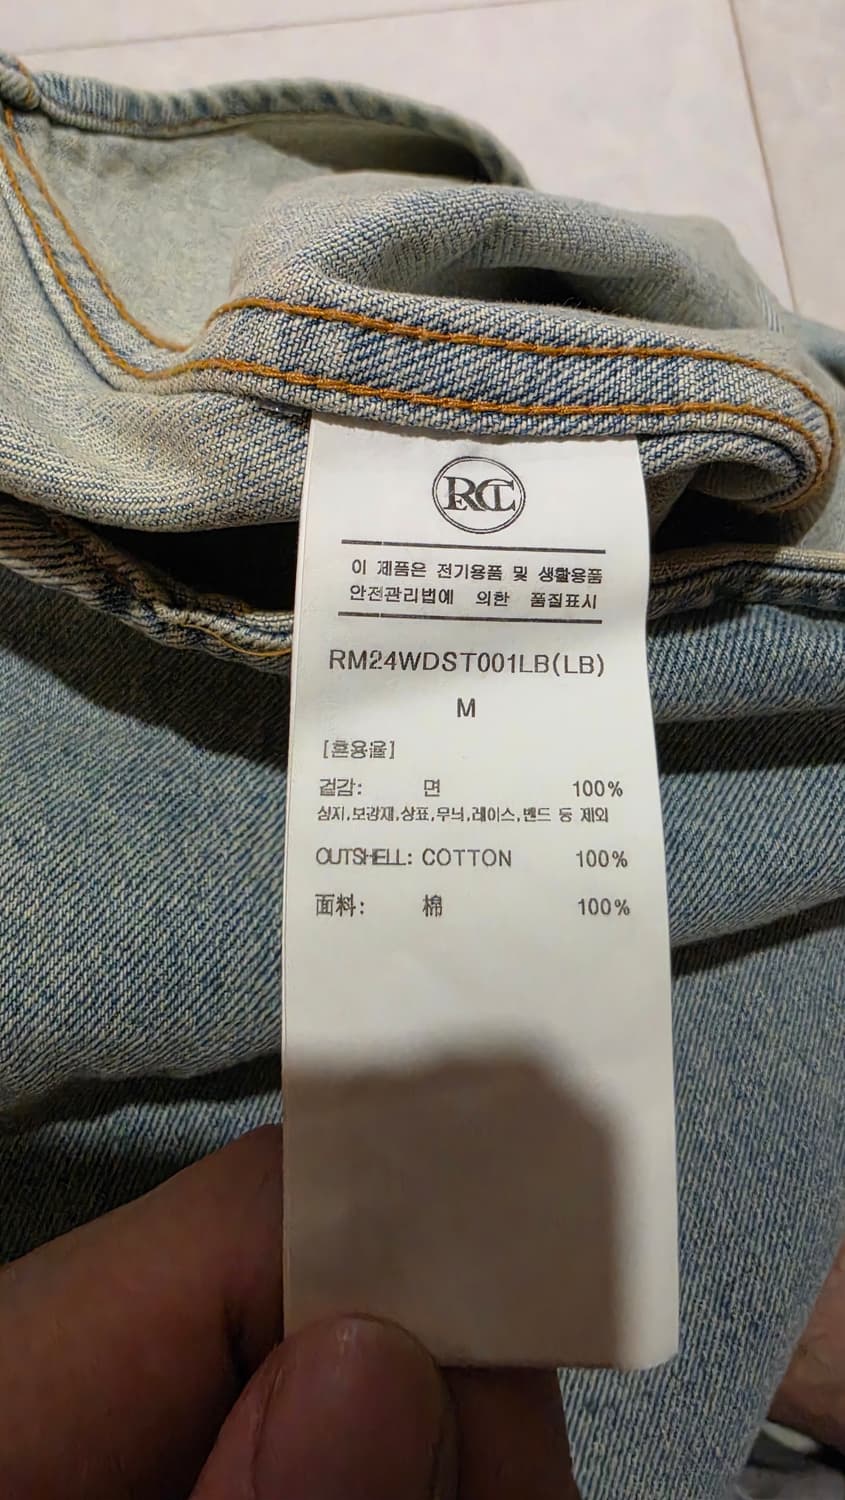 RCT
이 제품은 전기용품 및 생활용품
안전관리법에 의한 품질표시
RM24WDST001LB(LB)
M
[혼용율]
겉감: 면 100%
심지,보강재,상표,무늬,레이스,밴드 등 제외
OUTSHELL: COTTON 100%
面料: 棉 100%